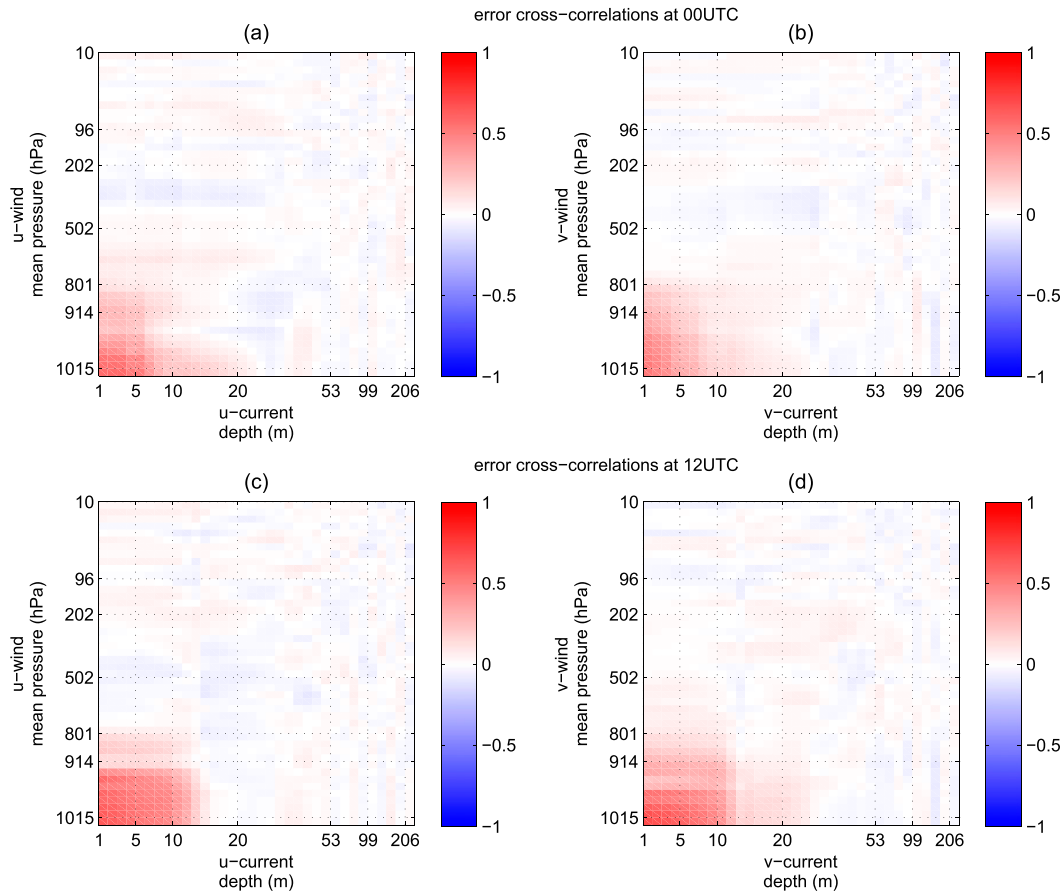 error cross−correlations at 00UTC
(a)
10
96
202
502
801
914
1015
u−wind
mean pressure (hPa)
1 5 10 20 53 99 206
u−current
depth (m)
1
0.5
0
−0.5
−1
(b)
10
96
202
502
801
914
1015
v−wind
mean pressure (hPa)
1 5 10 20 53 99 206
v−current
depth (m)
1
0.5
0
−0.5
−1
error cross−correlations at 12UTC
(c)
10
96
202
502
801
914
1015
u−wind
mean pressure (hPa)
1 5 10 20 53 99 206
u−current
depth (m)
1
0.5
0
−0.5
−1
(d)
10
96
202
502
801
914
1015
v−wind
mean pressure (hPa)
1 5 10 20 53 99 206
v−current
depth (m)
1
0.5
0
−0.5
−1